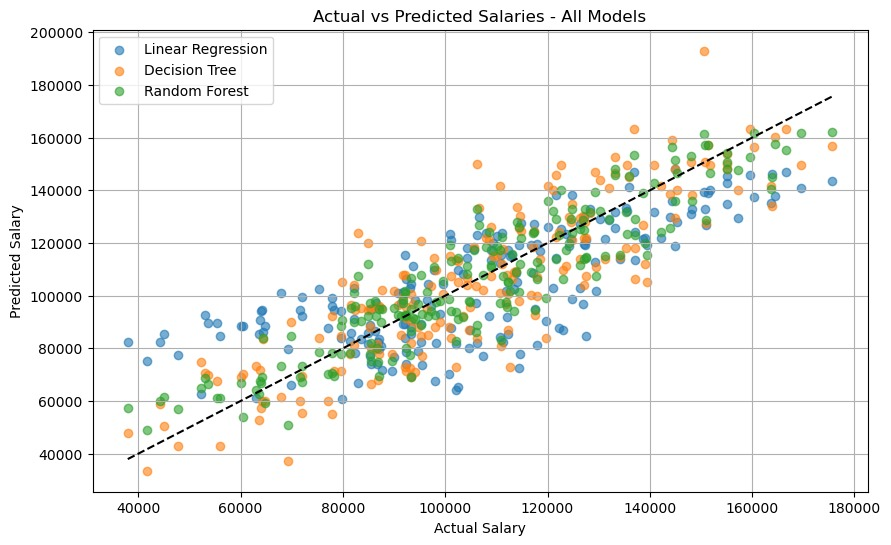 Actual vs Predicted Salaries - All Models
Linear Regression
Decision Tree
Random Forest
200000
180000
160000
140000
120000
100000
80000
60000
40000
Predicted Salary
40000 60000 80000 100000 120000 140000 160000 180000
Actual Salary